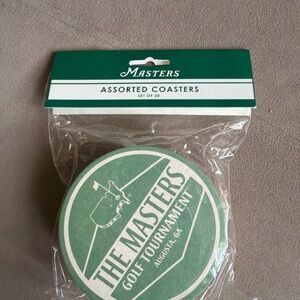 MASTERS
ASSORTED COASTERS
SET OF 20
THE MASTERS
GOLF TOURNAMENT
AUGUSTA, GA